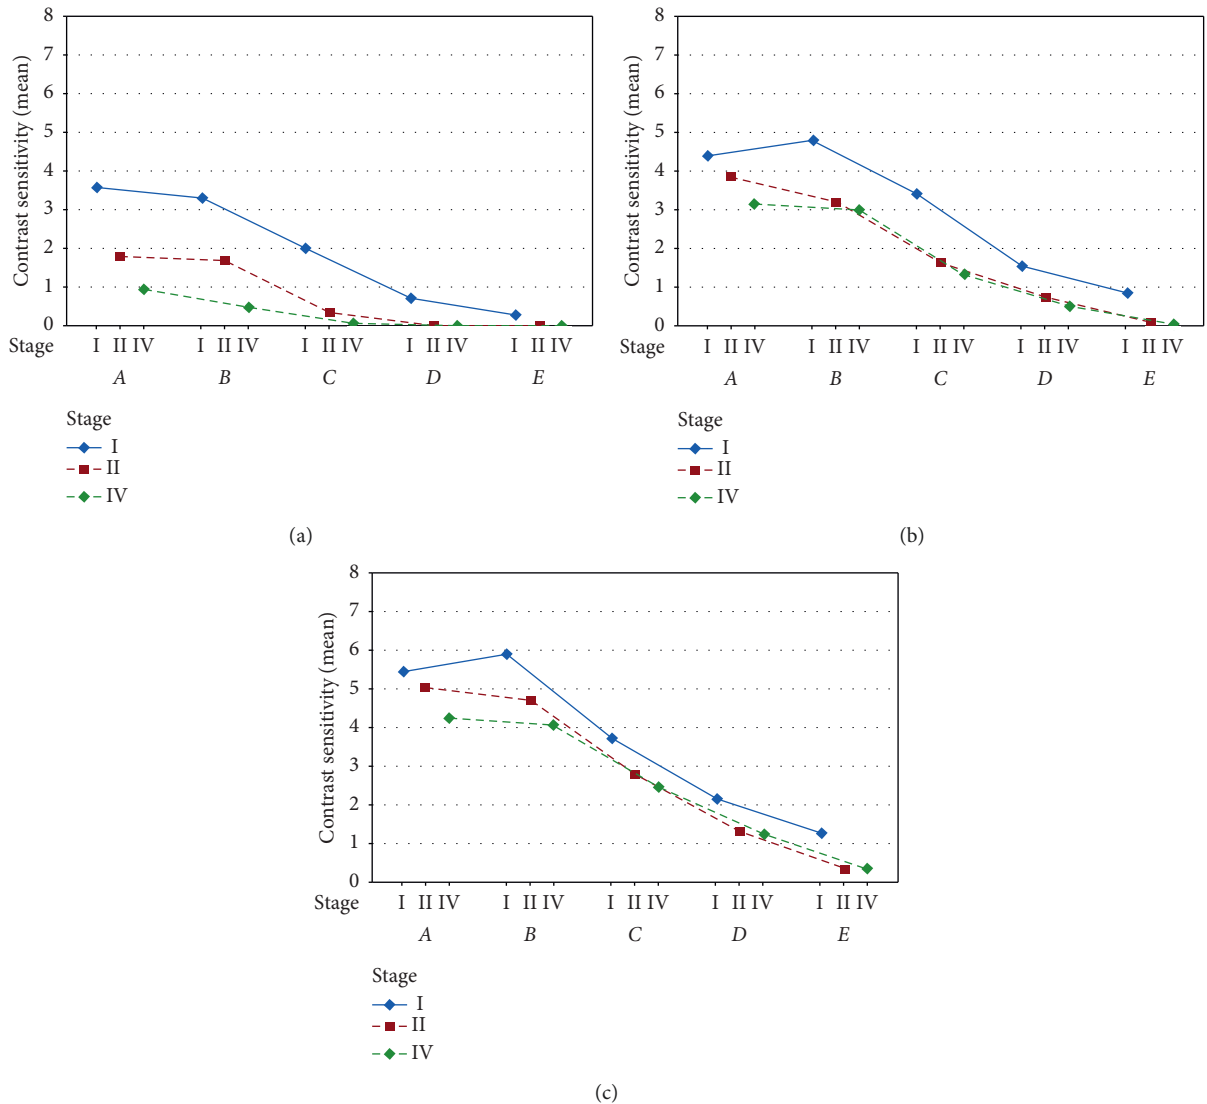 Contrast sensitivity (mean)
8
7
6
5
4
3
2
1
0
Stage I II IV I II IV I II IV I II IV I II IV
A B C D E
Stage
I
II
IV
(a)
Contrast sensitivity (mean)
8
7
6
5
4
3
2
1
0
Stage I II IV I II IV I II IV I II IV I II IV
A B C D E
Stage
I
II
IV
(b)
Contrast sensitivity (mean)
8
7
6
5
4
3
2
1
0
Stage I II IV I II IV I II IV I II IV I II IV
A B C D E
Stage
I
II
IV
(c)